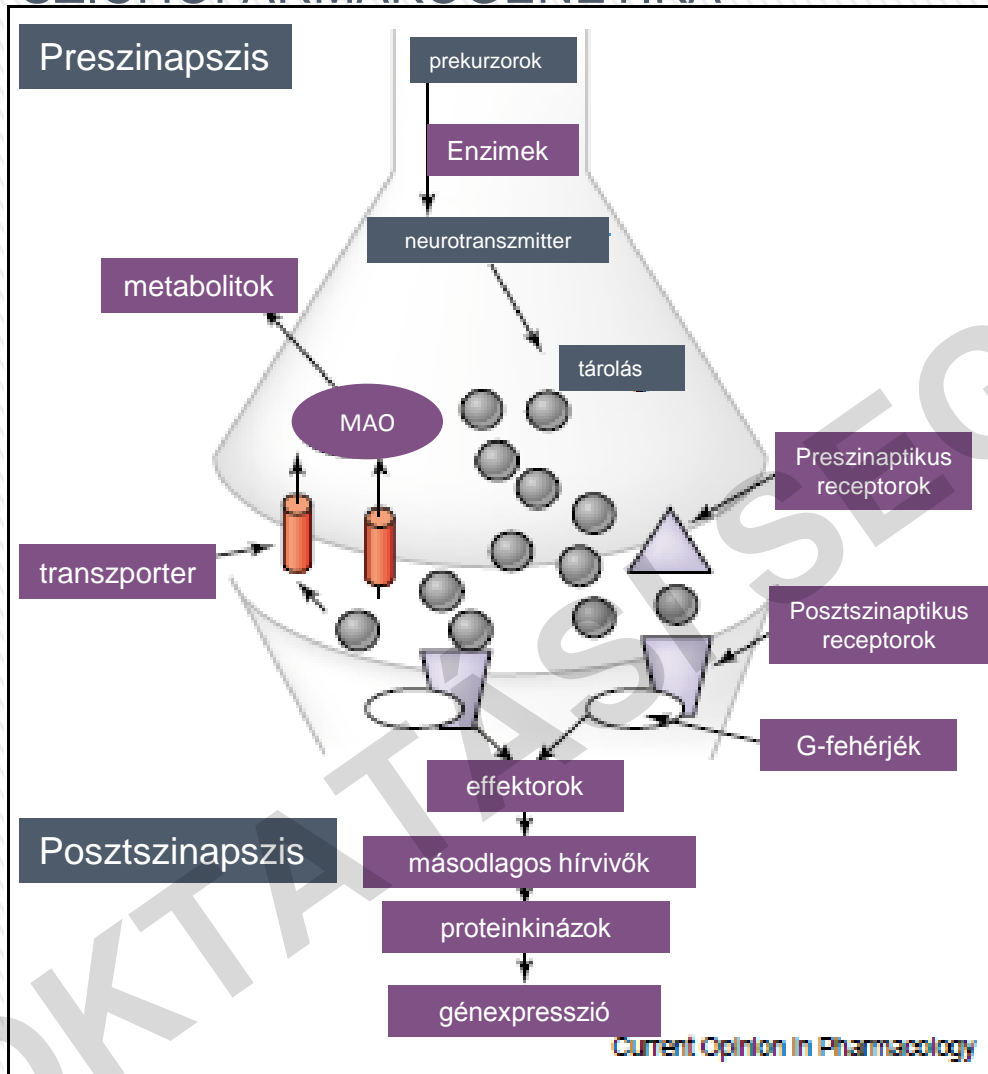 Preszinapszis
prekurzorok
Enzimek
neurotranszmitter
metabolitok
tárolás
MAO
Preszinaptikus
receptorok
transzporter
Posztszinaptikus
receptorok
G-fehérjék
effektorok
Posztszinapszis
másodlagos hírvivők
proteinkinázok
génexpresszió
Current Opinion in Pharmacology